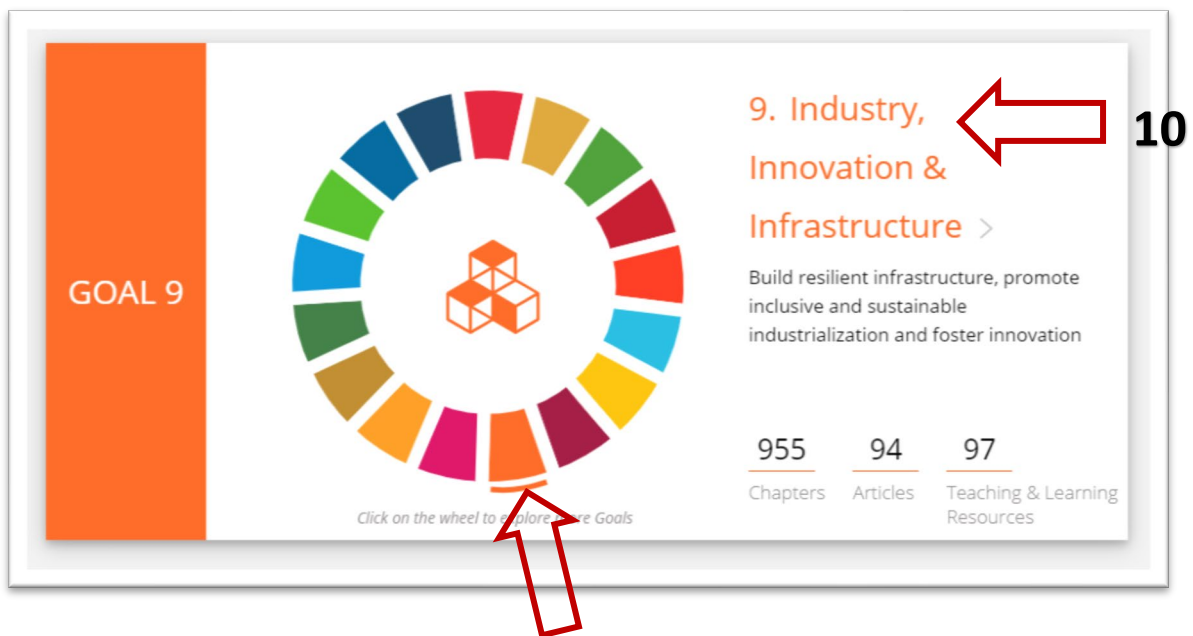 GOAL 9
9. Industry,
Innovation &
Infrastructure >
Build resilient infrastructure, promote
inclusive and sustainable
industrialization and foster innovation
955
Chapters
94
Articles
97
Teaching & Learning
Resources
Click on the wheel to explore Goals
10